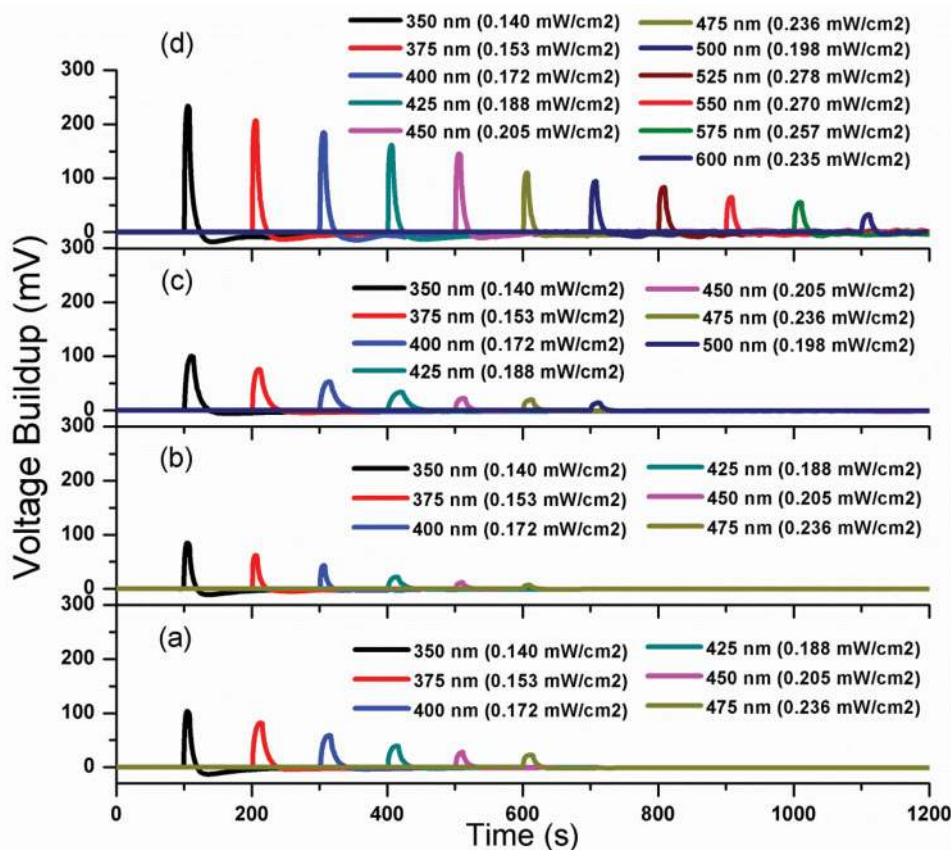 (d)
350 nm (0.140 mW/cm2)
375 nm (0.153 mW/cm2)
400 nm (0.172 mW/cm2)
425 nm (0.188 mW/cm2)
450 nm (0.205 mW/cm2)
475 nm (0.236 mW/cm2)
500 nm (0.198 mW/cm2)
525 nm (0.278 mW/cm2)
550 nm (0.270 mW/cm2)
575 nm (0.257 mW/cm2)
600 nm (0.235 mW/cm2)
300
200
100
0
(c)
350 nm (0.140 mW/cm2)
375 nm (0.153 mW/cm2)
400 nm (0.172 mW/cm2)
425 nm (0.188 mW/cm2)
450 nm (0.205 mW/cm2)
475 nm (0.236 mW/cm2)
500 nm (0.198 mW/cm2)
300
200
100
0
(b)
350 nm (0.140 mW/cm2)
375 nm (0.153 mW/cm2)
400 nm (0.172 mW/cm2)
425 nm (0.188 mW/cm2)
450 nm (0.205 mW/cm2)
475 nm (0.236 mW/cm2)
300
200
100
0
(a)
350 nm (0.140 mW/cm2)
375 nm (0.153 mW/cm2)
400 nm (0.172 mW/cm2)
425 nm (0.188 mW/cm2)
450 nm (0.205 mW/cm2)
475 nm (0.236 mW/cm2)
300
200
100
0
0 200 400 600 800 1000 1200
Time (s)
Voltage Buildup (mV)